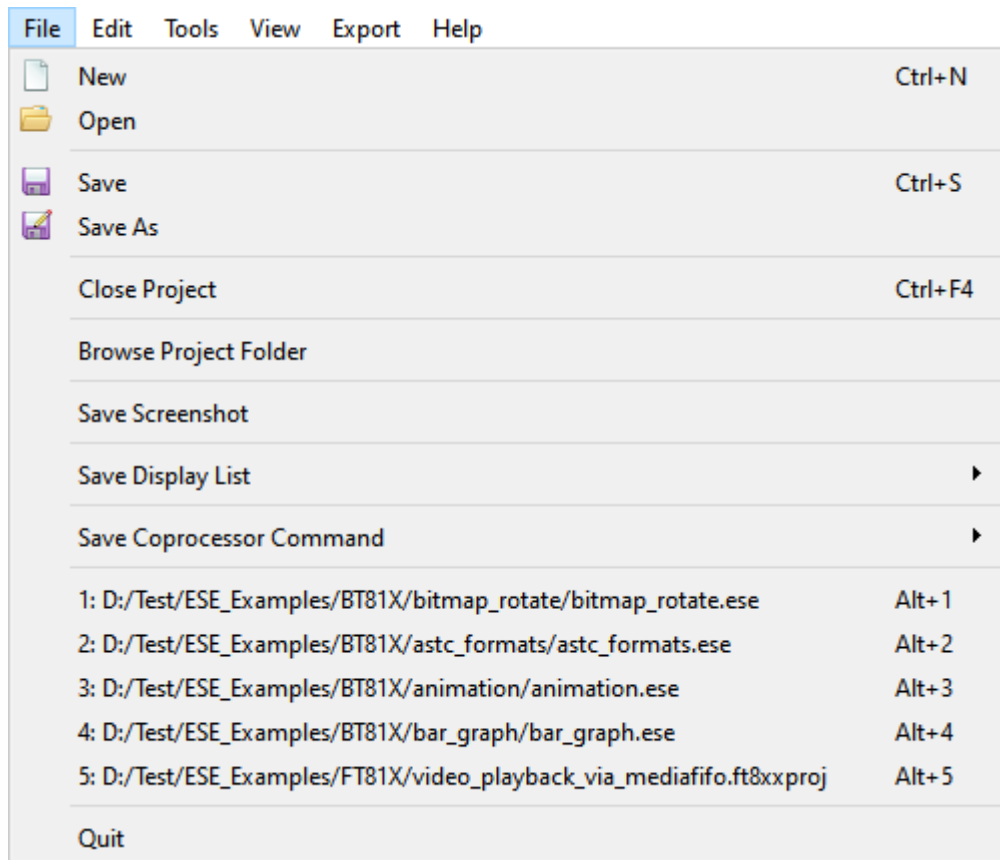 File Edit Tools View Export Help
New Ctrl+N
Open
Save Ctrl+S
Save As
Close Project Ctrl+F4
Browse Project Folder
Save Screenshot
Save Display List
Save Coprocessor Command
1: D:/Test/ESE_Examples/BT81X/bitmap_rotate/bitmap_rotate.ese Alt+1
2: D:/Test/ESE_Examples/BT81X/astc_formats/astc_formats.ese Alt+2
3: D:/Test/ESE_Examples/BT81X/animation/animation.ese Alt+3
4: D:/Test/ESE_Examples/BT81X/bar_graph/bar_graph.ese Alt+4
5: D:/Test/ESE_Examples/FT81X/video_playback_via_mediafifo.ft8xxproj Alt+5
Quit